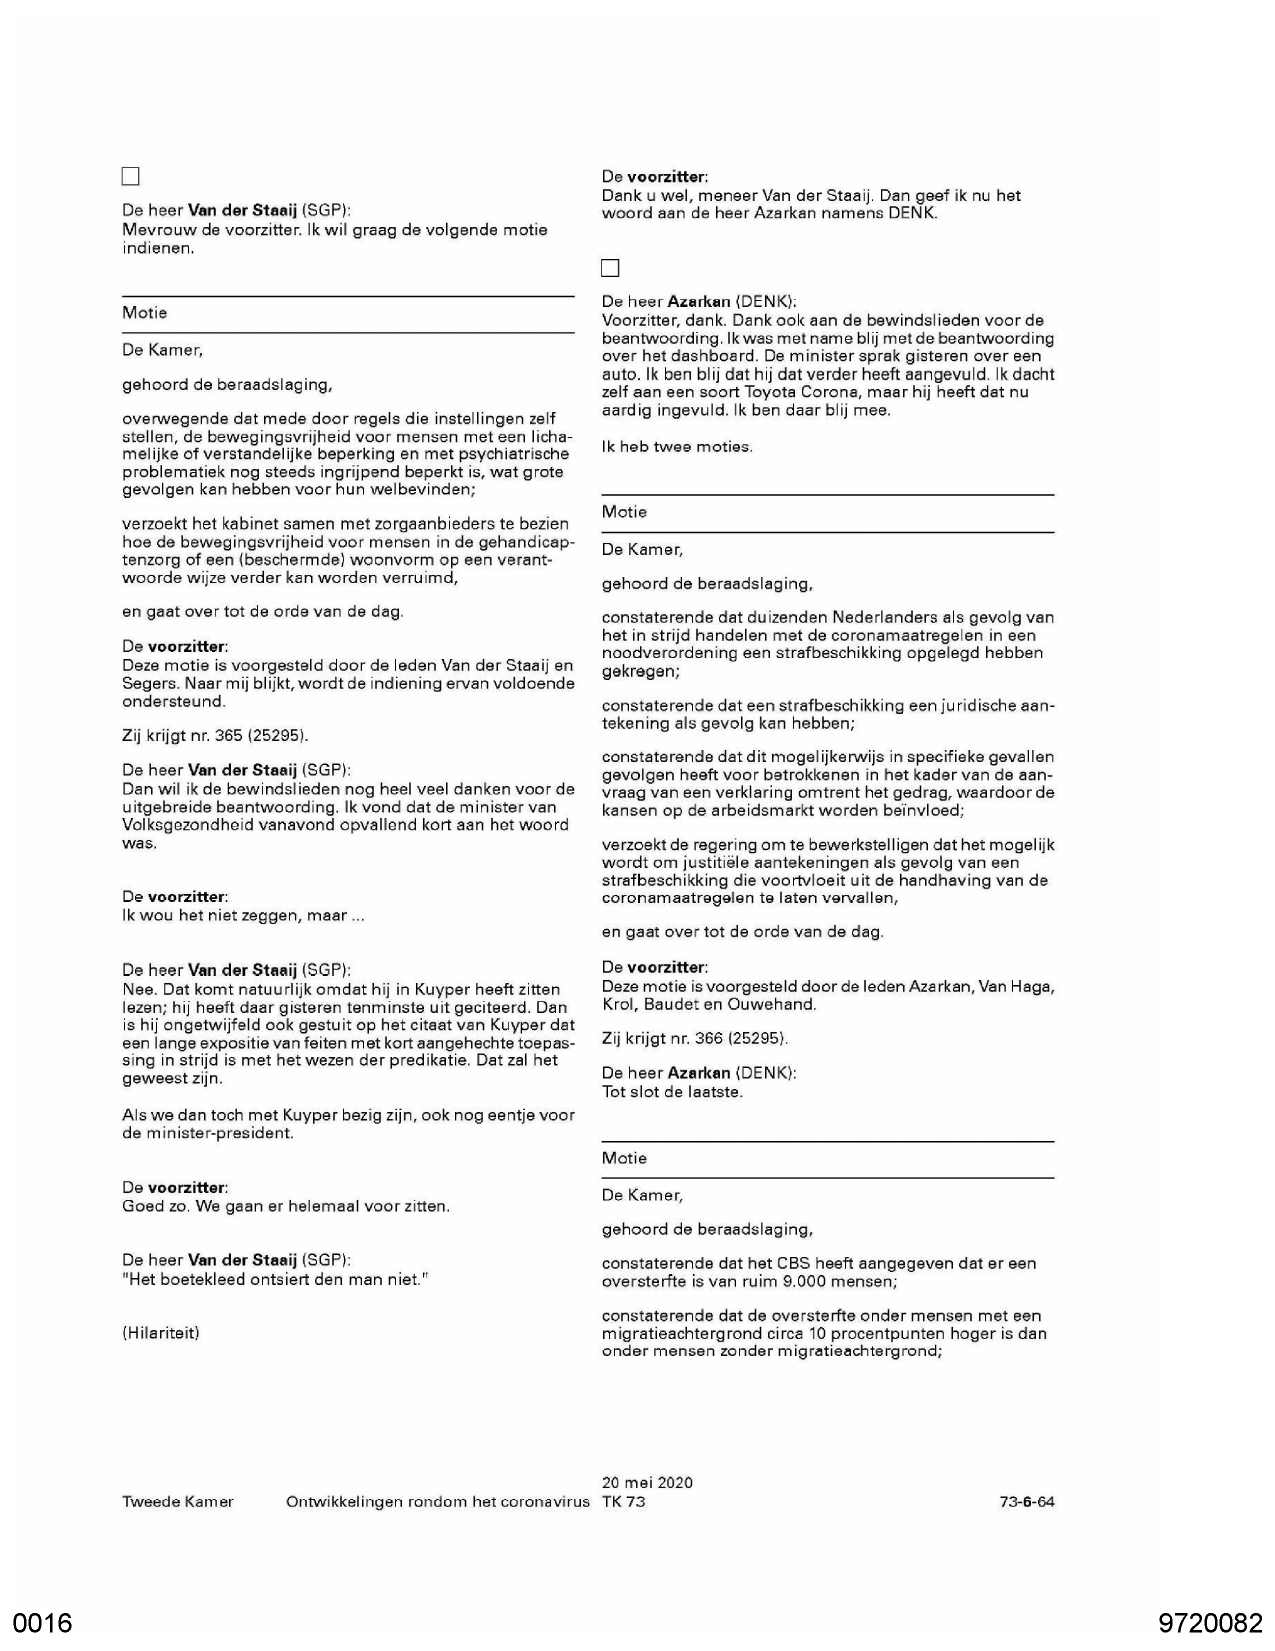 De heer Van der Staaij (SGP):
Mevrouw de voorzitter. Ik wil graag de volgende motie
indienen.
Motie
De Kamer,
gehoord de beraadslaging,
overwegende dat mede door regels die instellingen zelf
stellen, de bewegingsvrijheid voor mensen met een licha-
melijke of verstandelijke beperking en met psychiatrische
problematiek nog steeds ingrijpend beperkt is, wat grote
gevolgen kan hebben voor hun welbevinden;
verzoekt het kabinet samen met zorgaanbieders te bezien
hoe de bewegingsvrijheid voor mensen in de gehandicap-
tenzorg of een (beschermde) woonvorm op een verant-
woorde wijze verder kan worden verruimd,
en gaat over tot de orde van de dag.
De voorzitter:
Deze motie is voorgesteld door de leden Van der Staaij en
Segers. Naar mij blijkt, wordt de indiening ervan voldoende
ondersteund.
Zij krijgt nr. 365 (25295).
De heer Van der Staaij (SGP):
Dan wil ik de bewindslieden nog heel veel danken voor de
uitgebreide beantwoording. Ik vond dat de minister van
Volksgezondheid vanavond opvallend kort aan het woord
was.
De voorzitter:
Ik wou het niet zeggen, maar ...
De heer Van der Staaij (SGP):
Nee. Dat komt natuurlijk omdat hij in Kuyper heeft zitten
lezen; hij heeft daar gisteren tenminste uit geciteerd. Dan
is hij ongetwijfeld ook gestuit op het citaat van Kuyper dat
een lange expositie van feiten met kort aangehechte toepas-
sing in strijd is met het wezen der predikatie. Dat zal het
geweest zijn.
Als we dan toch met Kuyper bezig zijn, ook nog eentje voor
de minister-president.
De voorzitter:
Goed zo. We gaan er helemaal voor zitten.
De heer Van der Staaij (SGP):
"Het boetekleed ontsiert den man niet."
(Hilariteit)
De voorzitter:
Dank u wel, meneer Van der Staaij. Dan geef ik nu het
woord aan de heer Azarkan namens DENK.
De heer Azarkan (DENK):
Voorzitter, dank. Dank ook aan de bewindslieden voor de
beantwoording. Ik was met name blij met de beantwoording
over het dashboard. De minister sprak gisteren over een
auto. Ik ben blij dat hij dat verder heeft aangevuld. Ik dacht
zelf aan een soort Toyota Corona, maar hij heeft dat nu
aardig ingevuld. Ik ben daar blij mee.
Ik heb twee moties.
Motie
De Kamer,
gehoord de beraadslaging,
constaterende dat duizenden Nederlanders als gevolg van
het in strijd handelen met de coronamaatregelen in een
noodverordening een strafbeschikking opgelegd hebben
gekregen;
constaterende dat een strafbeschikking een juridische aan-
tekening als gevolg kan hebben;
constaterende dat dit mogelijkerwijs in specifieke gevallen
gevolgen heeft voor betrokkenen in het kader van de aan-
vraag van een verklaring omtrent het gedrag, waardoor de
kansen op de arbeidsmarkt worden beïnvloed;
verzoekt de regering om te bewerkstelligen dat het mogelijk
wordt om justitiële aantekeningen als gevolg van een
strafbeschikking die voortvloeit uit de handhaving van de
coronamaatregelen te laten vervallen,
en gaat over tot de orde van de dag.
De voorzitter:
Deze motie is voorgesteld door de leden Azarkan, Van Haga,
Krol, Baudet en Ouwehand.
Zij krijgt nr. 366 (25295).
De heer Azarkan (DENK):
Tot slot de laatste.
Motie
De Kamer,
gehoord de beraadslaging,
constaterende dat het CBS heeft aangegeven dat er een
oversterfte is van ruim 9.000 mensen;
constaterende dat de oversterfte onder mensen met een
migratieachtergrond circa 10 procentpunten hoger is dan
onder mensen zonder migratieachtergrond;
20 mei 2020
Tweede Kamer Ontwikkelingen rondom het coronavirus TK 73 73-6-64
0016 9720082